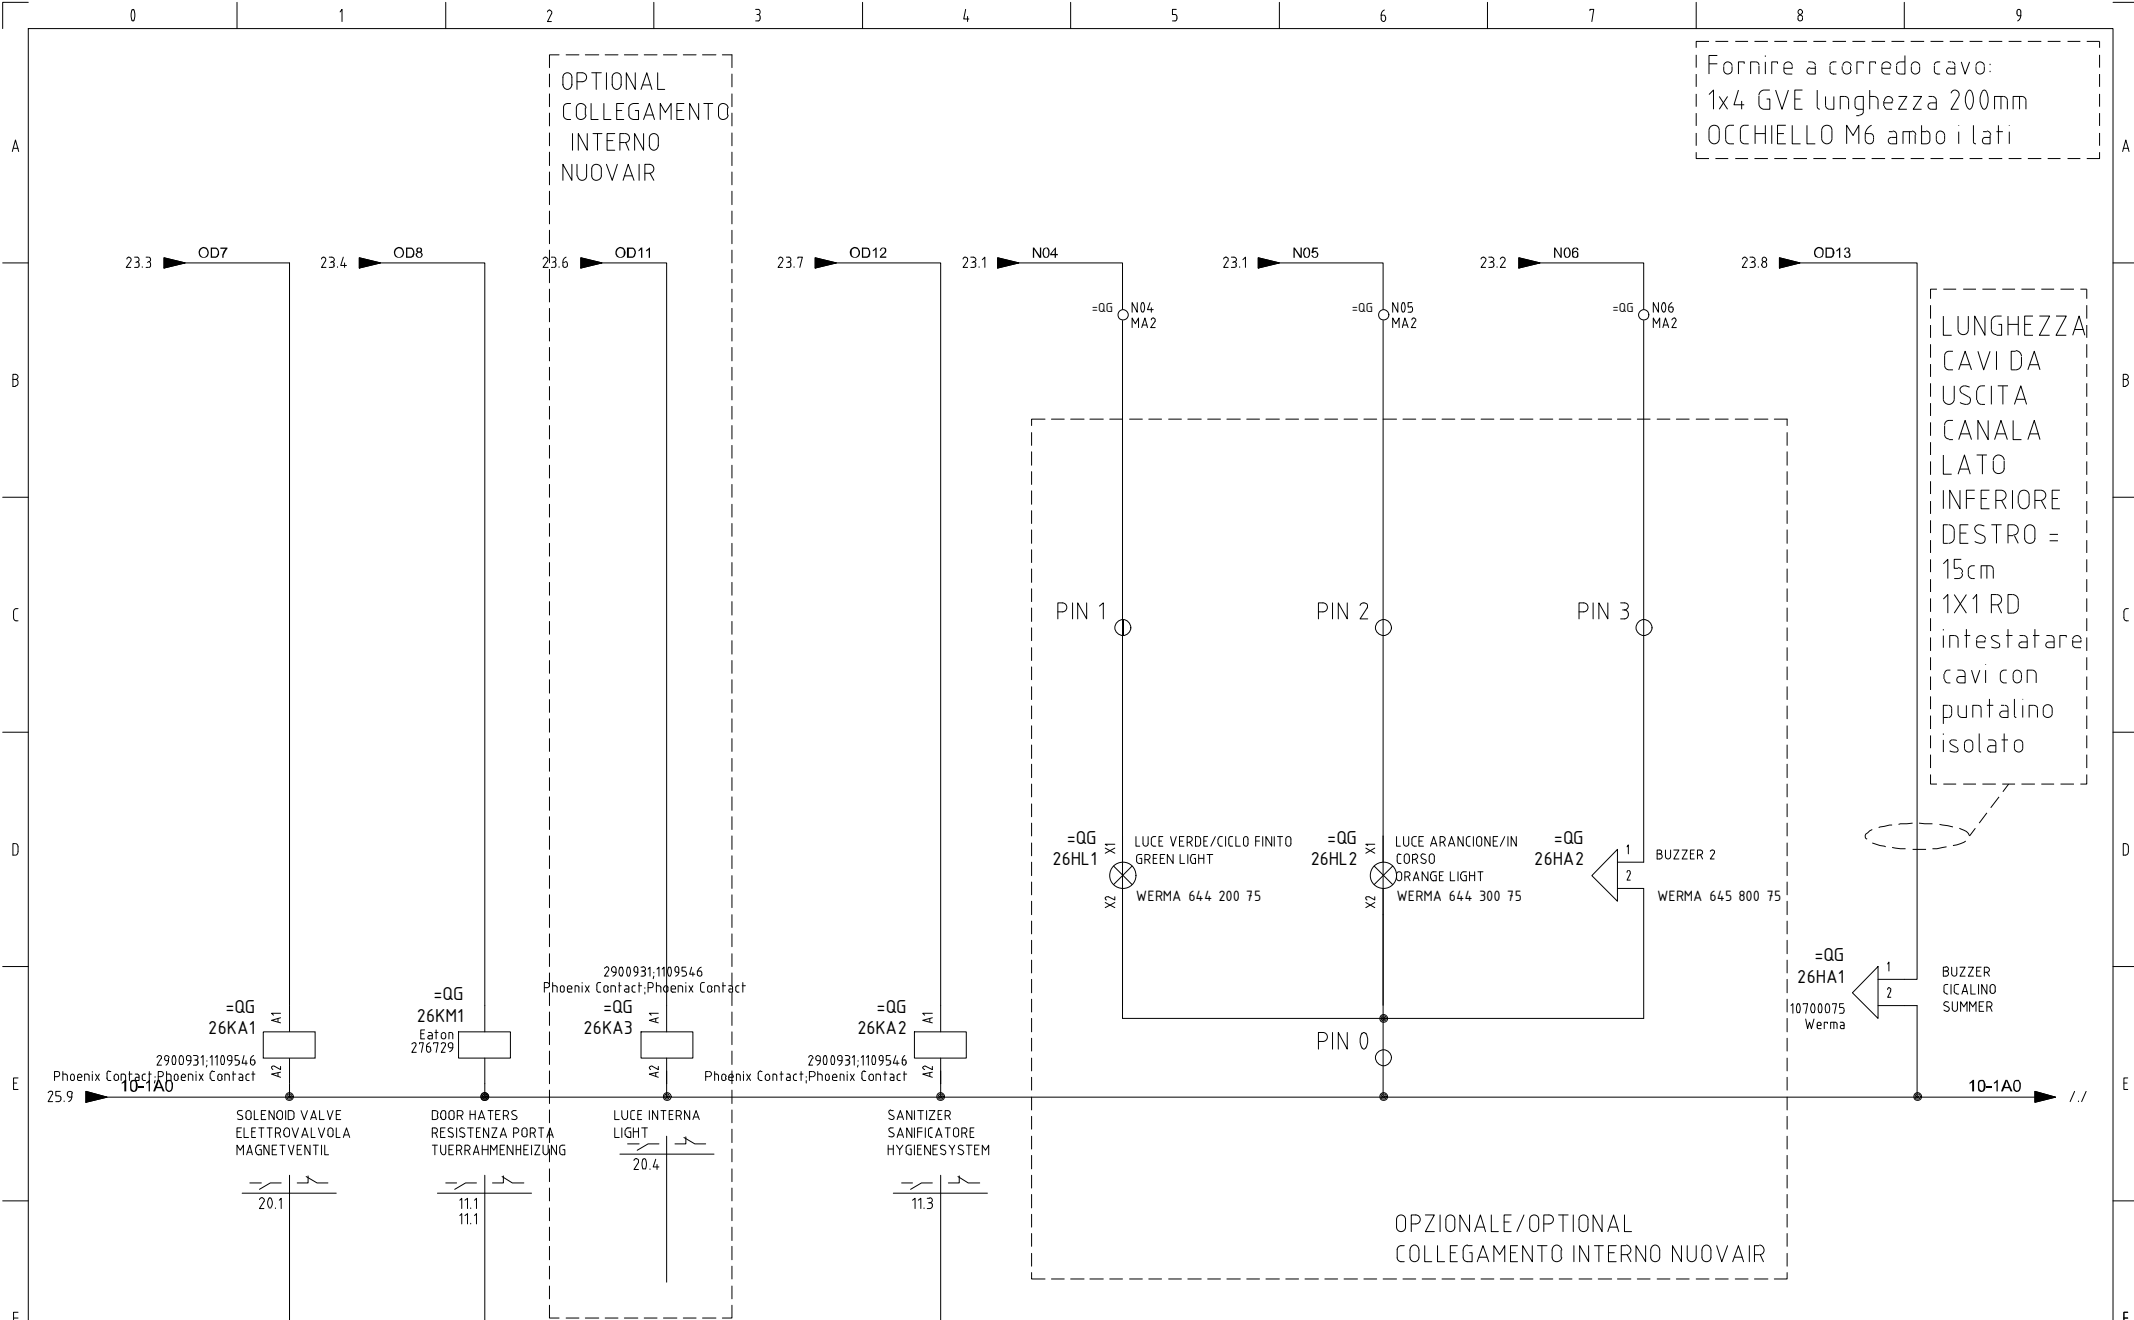 0 1 2 3 4 5 6 7 8 9
OPTIONAL
COLLEGAMENTO
INTERNO
NUOVAIR
Fornire a corredo cavo:
1x4 GVE lunghezza 200mm
OCCHIELLO M6 ambo i lati
A A
23.3 OD7 23.4 OD8 23.6 OD11 23.7 OD12 23.1 N04 23.1 N05 23.2 N06 23.8 OD13
=QG N04 =QG N05 =QG N06
MA2 MA2 MA2
LUNGHEZZA
CAVI DA
USCITA
CANALA
LATO
INFERIORE
DESTRO =
15cm
1X1 RD
intestatare
cavi con
puntalino
isolato
B B
PIN 1 PIN 2 PIN 3
C C
=QG
26HL1
X1
X2
LUCE VERDE/CICLO FINITO
GREEN LIGHT
WERMA 644 200 75
=QG
26HL2
X1
X2
LUCE ARANCIONE/IN
CORSO
ORANGE LIGHT
WERMA 644 300 75
=QG
26HA2
1
2
BUZZER 2
WERMA 645 800 75
D D
=QG
26HA1
1
2
10700075
Werma
BUZZER
CICALINO
SUMMER
=QG
26KA1
A1
A2
2900931;1109546
Phoenix Contact;Phoenix Contact
=QG
26KM1
Eaton
276729
2900931;1109546
Phoenix Contact;Phoenix Contact
=QG
26KA3
A1
A2
=QG
26KA2
A1
A2
2900931;1109546
Phoenix Contact;Phoenix Contact
PIN 0
E E
25.9 10-1A0 10-1A0 /./
SOLENOID VALVE
ELETTROVALVOLA
MAGNETVENTIL
20.1
DOOR HATERS
RESISTENZA PORTA
TUERRAHMENHEIZUNG
11.1
11.1
LUCE INTERNA
LIGHT
20.4
SANITIZER
SANIFICATORE
HYGIENESYSTEM
11.3
OPZIONALE/OPTIONAL
COLLEGAMENTO INTERNO NUOVAIR